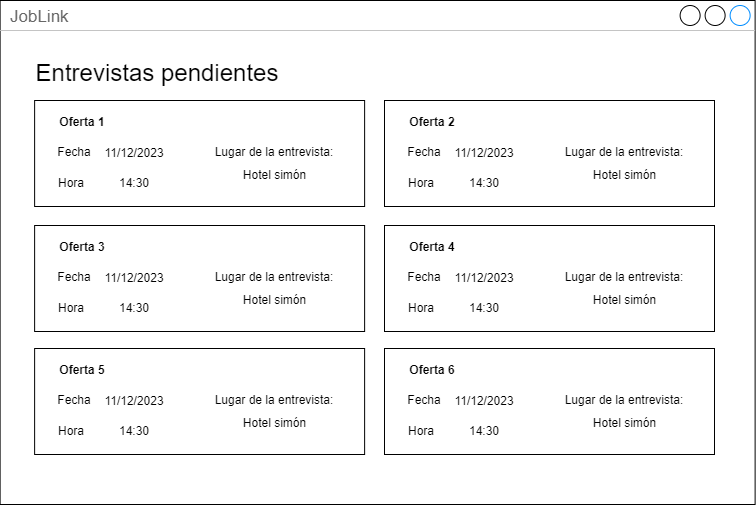 JobLink
Entrevistas pendientes
Oferta 1
Fecha 11/12/2023 Lugar de la entrevista:
Hotel simón
Hora 14:30
Oferta 2
Fecha 11/12/2023 Lugar de la entrevista:
Hotel simón
Hora 14:30
Oferta 3
Fecha 11/12/2023 Lugar de la entrevista:
Hotel simón
Hora 14:30
Oferta 4
Fecha 11/12/2023 Lugar de la entrevista:
Hotel simón
Hora 14:30
Oferta 5
Fecha 11/12/2023 Lugar de la entrevista:
Hotel simón
Hora 14:30
Oferta 6
Fecha 11/12/2023 Lugar de la entrevista:
Hotel simón
Hora 14:30